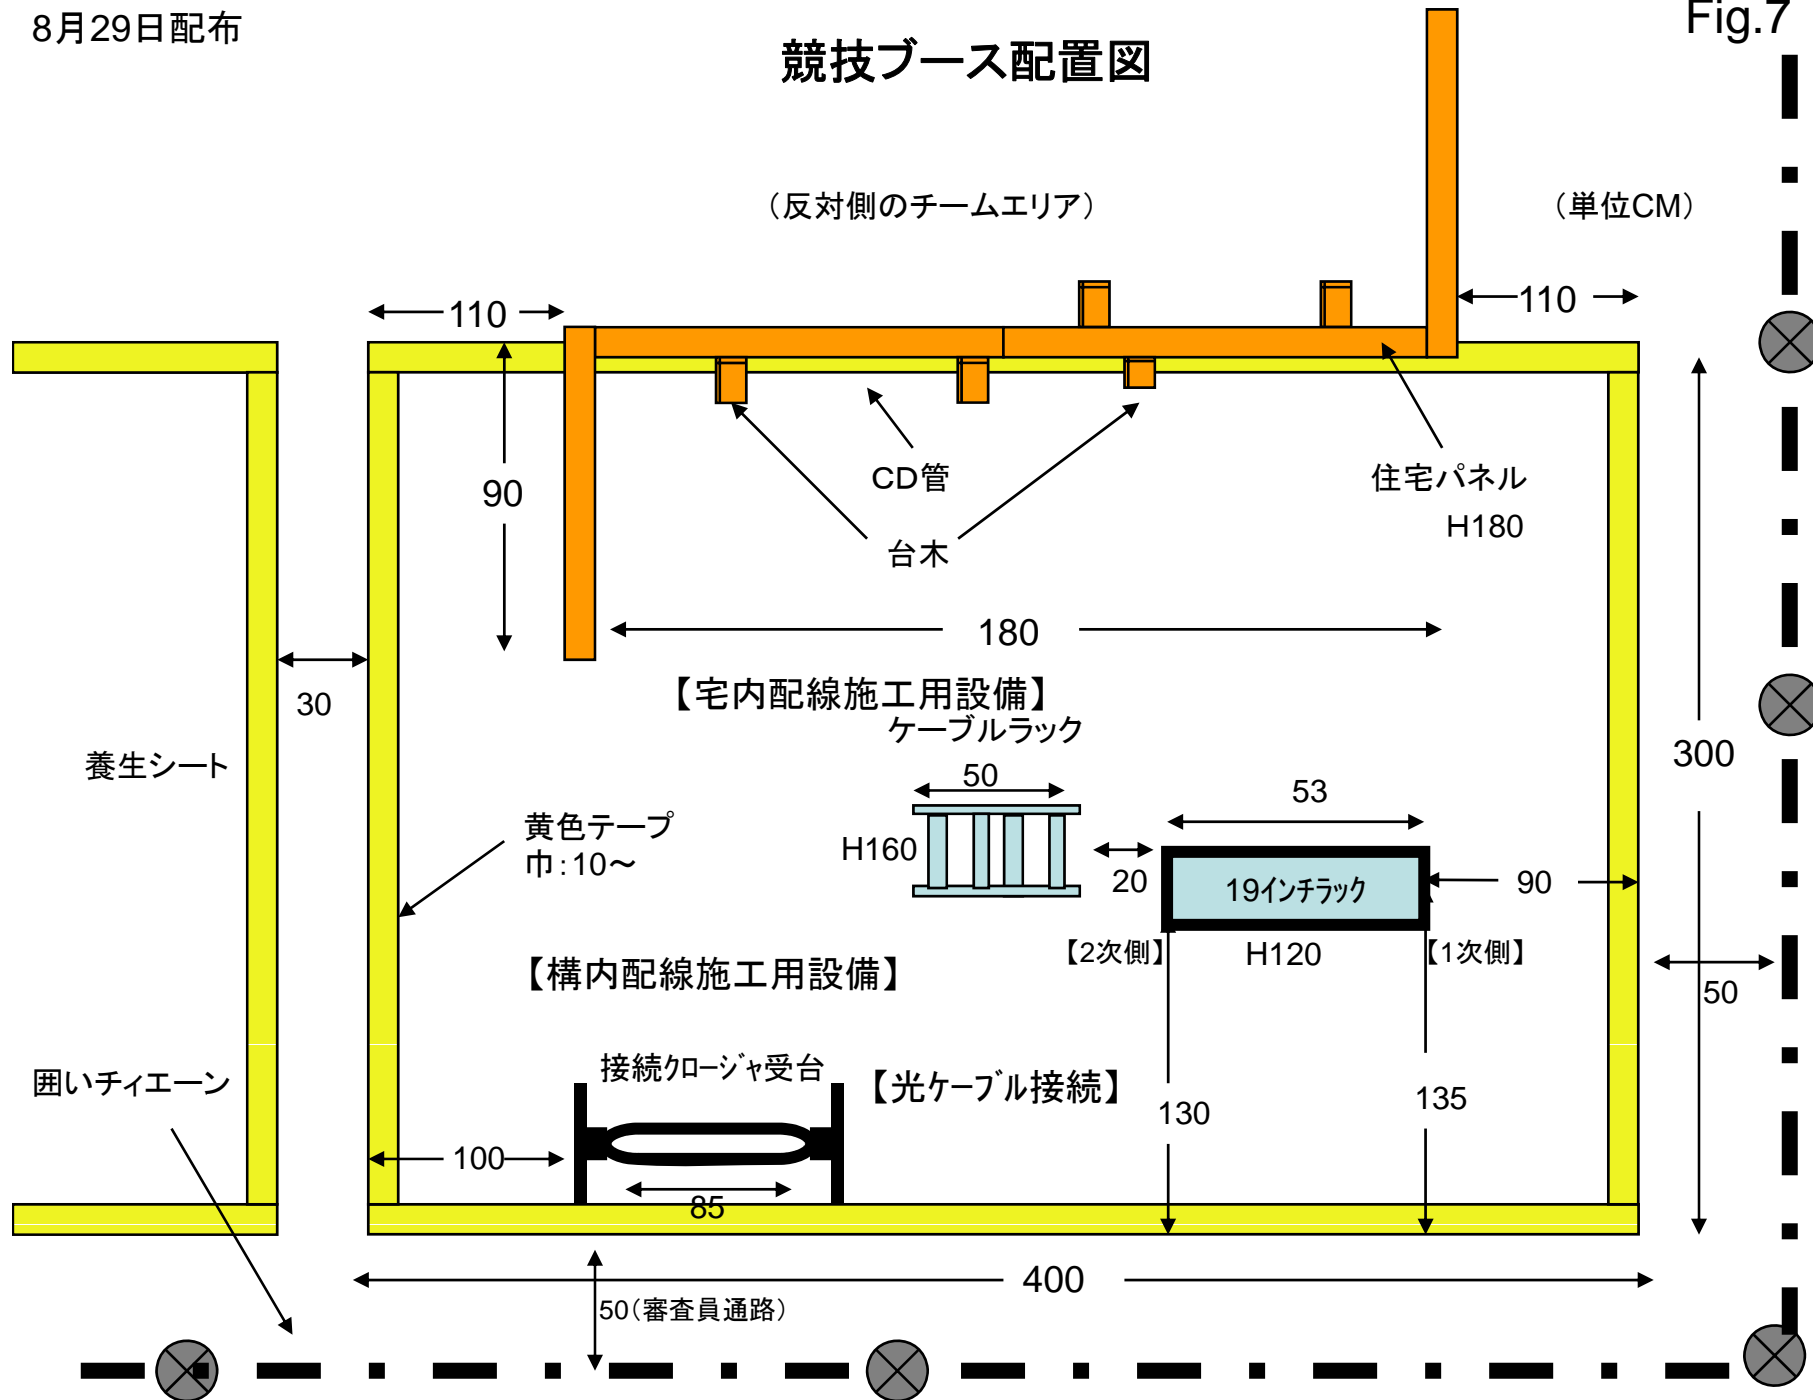 8月29日配布
Fig.7
競技ブース配置図
（反対側のチームエリア）
（単位CM）
110
110
90
CD管
住宅パネル
H180
台木
180
30
【宅内配線施工用設備】
ケーブルラック
養生シート
300
50
53
黄色テープ
巾：10～
H160
20
19インチラック
90
【2次側】
H120
【1次側】
【構内配線施工用設備】
50
囲いチィエーン
接続クロージャ受台
【光ケーブル接続】
130
135
100
85
400
50（審査員通路）